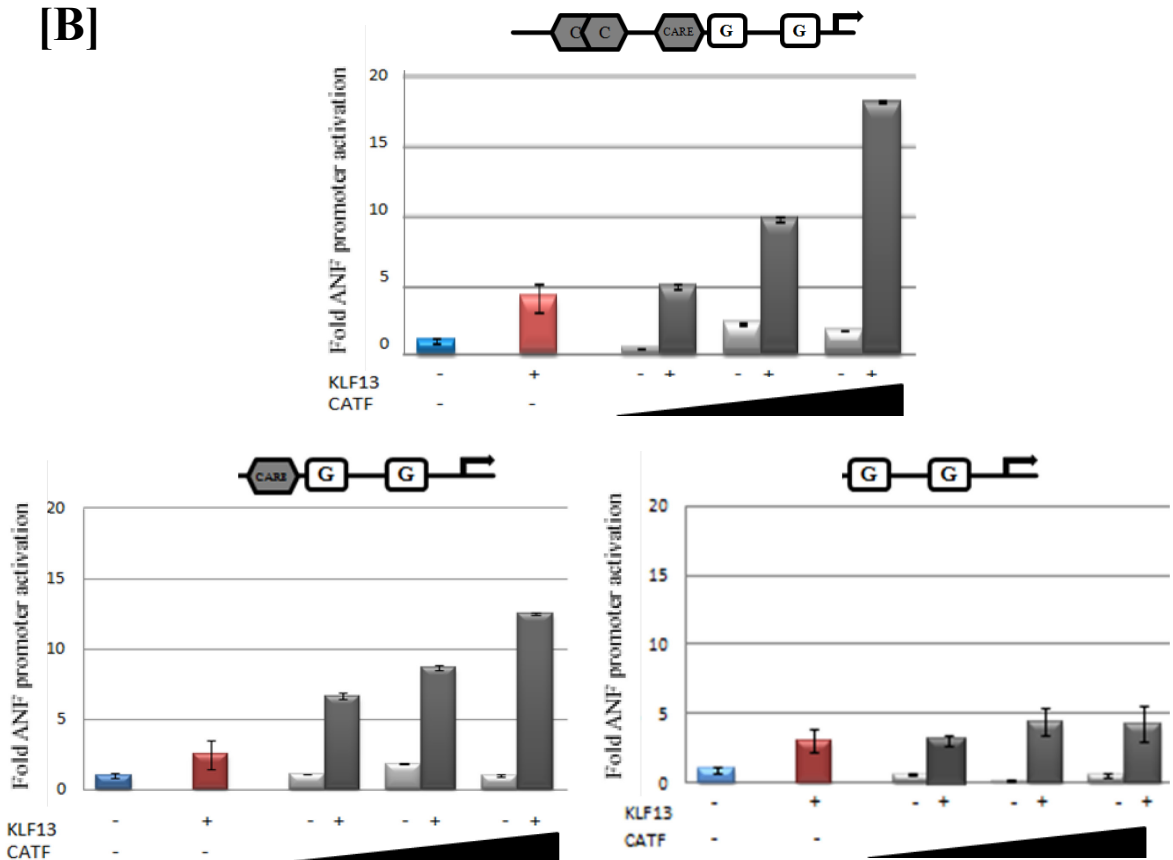 [B]
C C CARE G G
Fold ANF promoter activation
20
15
10
5
0
KLF13 - + - + - + - +
CATF - -
CARE G G
Fold ANF promoter activation
20
15
10
5
0
KLF13 - + - + - + - +
CATF - -
G G
Fold ANF promoter activation
20
15
10
5
0
KLF13 - + - + - + - +
CATF - -